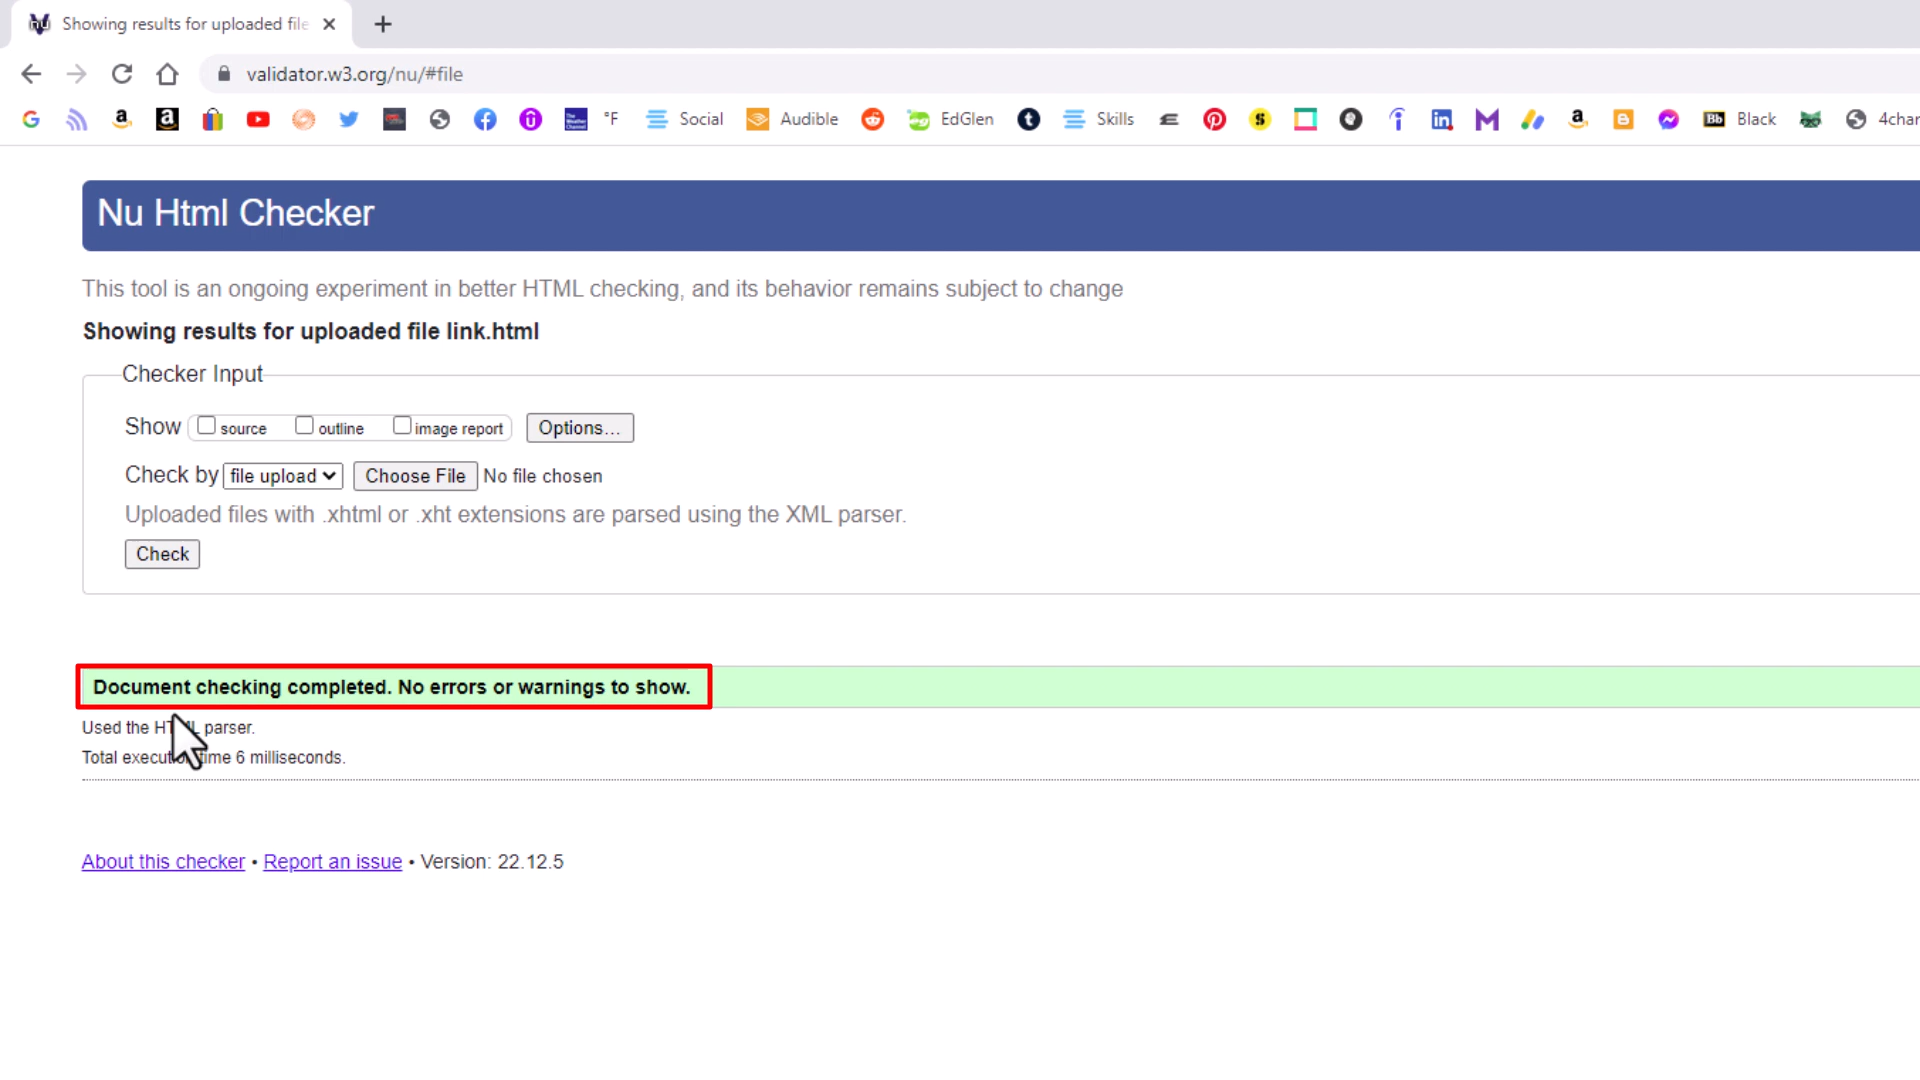 Showing results for uploaded file
validator.w3.org/nu/#file
°F Social Audible EdGlen Skills Black 4char
Nu Html Checker
This tool is an ongoing experiment in better HTML checking, and its behavior remains subject to change
Showing results for uploaded file link.html
Checker Input
Show source outline image report Options...
Check by file upload Choose File No file chosen
Uploaded files with .xhtml or .xht extensions are parsed using the XML parser.
Check
Document checking completed. No errors or warnings to show.
Used the HTML parser.
Total execution time 6 milliseconds.
About this checker • Report an issue • Version: 22.12.5